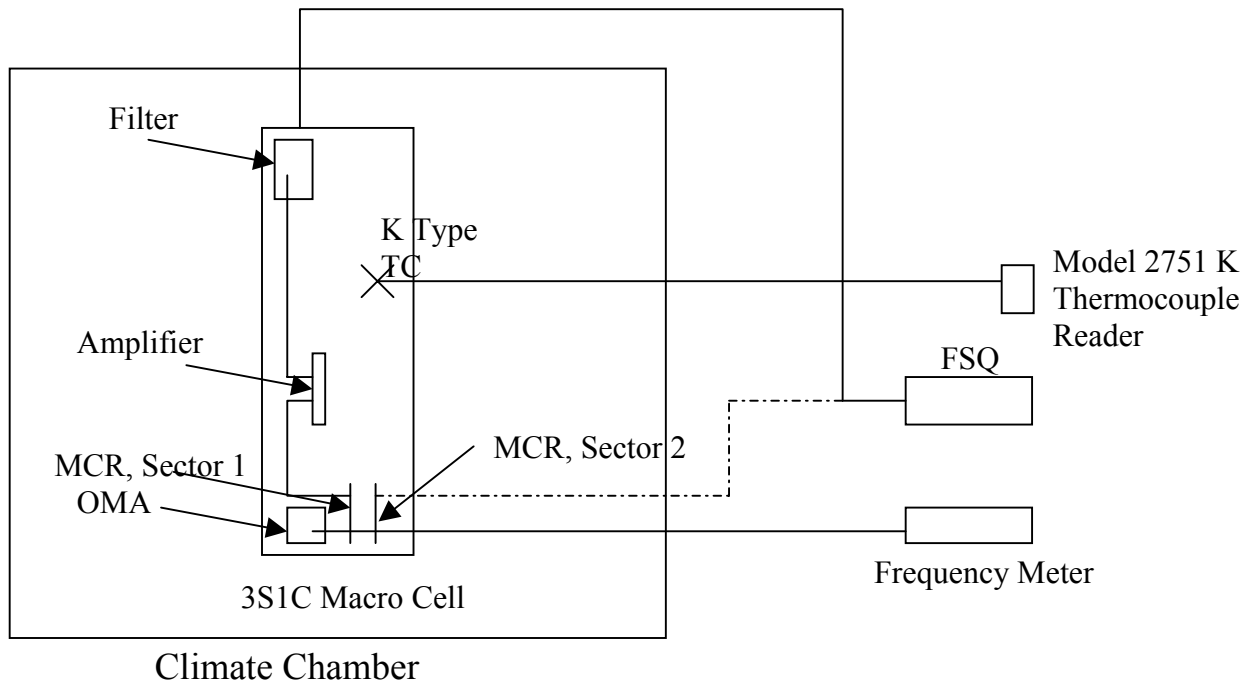 Filter
K Type
TC
Model 2751 K
Thermocouple
Reader
Amplifier
FSQ
MCR, Sector 2
MCR, Sector 1
OMA
Frequency Meter
3S1C Macro Cell
Climate Chamber